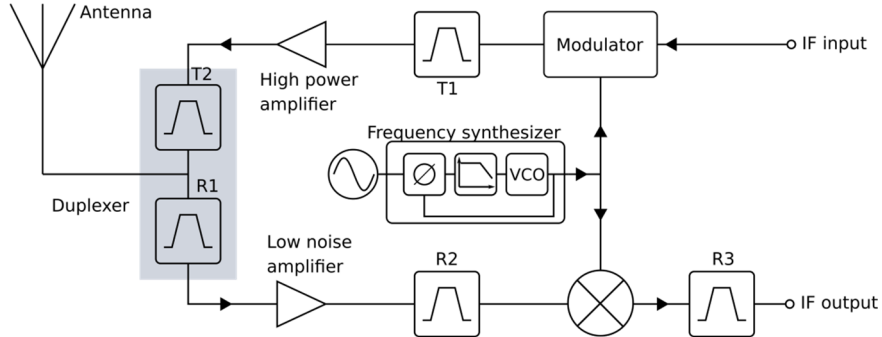 Antenna
T2
High power
amplifier
T1
Modulator
IF input
Frequency synthesizer
VCO
Duplexer
R1
Low noise
amplifier
R2
R3
IF output